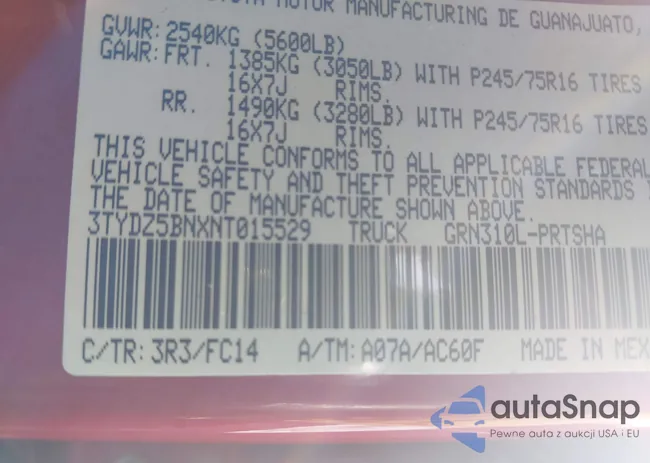 MOTOR MANUFACTURING DE GUANAJUATO,
GVWR: 2540KG (5600LB)
GAWR: FRT. 1385KG (3050LB) WITH P245/75R16 TIRES
16X7J RIMS.
RR. 1490KG (3280LB) WITH P245/75R16 TIRES
16X7J RIMS.
THIS VEHICLE CONFORMS TO ALL APPLICABLE FEDERAL
VEHICLE SAFETY AND THEFT PREVENTION STANDARDS
THE DATE OF MANUFACTURE SHOWN ABOVE.
3TYDZ5BNXNT015529 TRUCK GRN310L-PRTSHA
C/TR: 3R3/FC14 A/TM: A07A/AC60F MADE IN MEX
autaSnap
Pewne auta z aukcji USA i EU